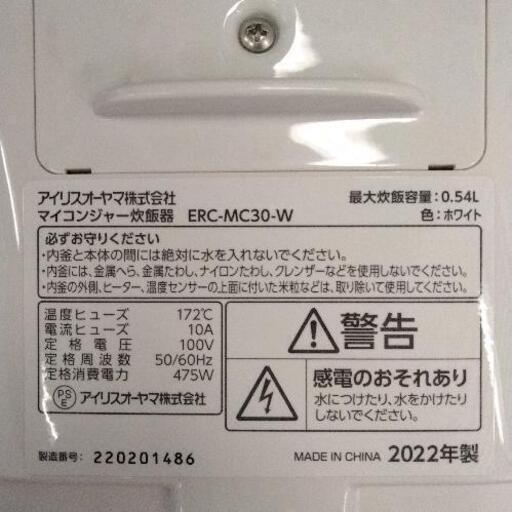 アイリスオーヤマ株式会社 最大炊飯容量:0.54L
マイコンジャー炊飯器 ERC-MC30-W 色:ホワイト
必ずお守りください
・内釜と本体の間には絶対に水を入れないでください。
・内釜には、金属へら、金属たわし、ナイロンたわし、クレンザーなどを使用しないでください。
・内釜の外側、ヒーター、温度センサーの上面に付いた米粒などは、取り除いて使用してください。
温度ヒューズ 172℃
電流ヒューズ 10A
定格電圧 100V
定格周波数 50/60Hz
定格消費電力 475W
PSE アイリスオーヤマ株式会社
警告
感電のおそれあり
水につけたり、水をかけたり
しないでください。
製造番号: 220201486 MADE IN CHINA 2022年製